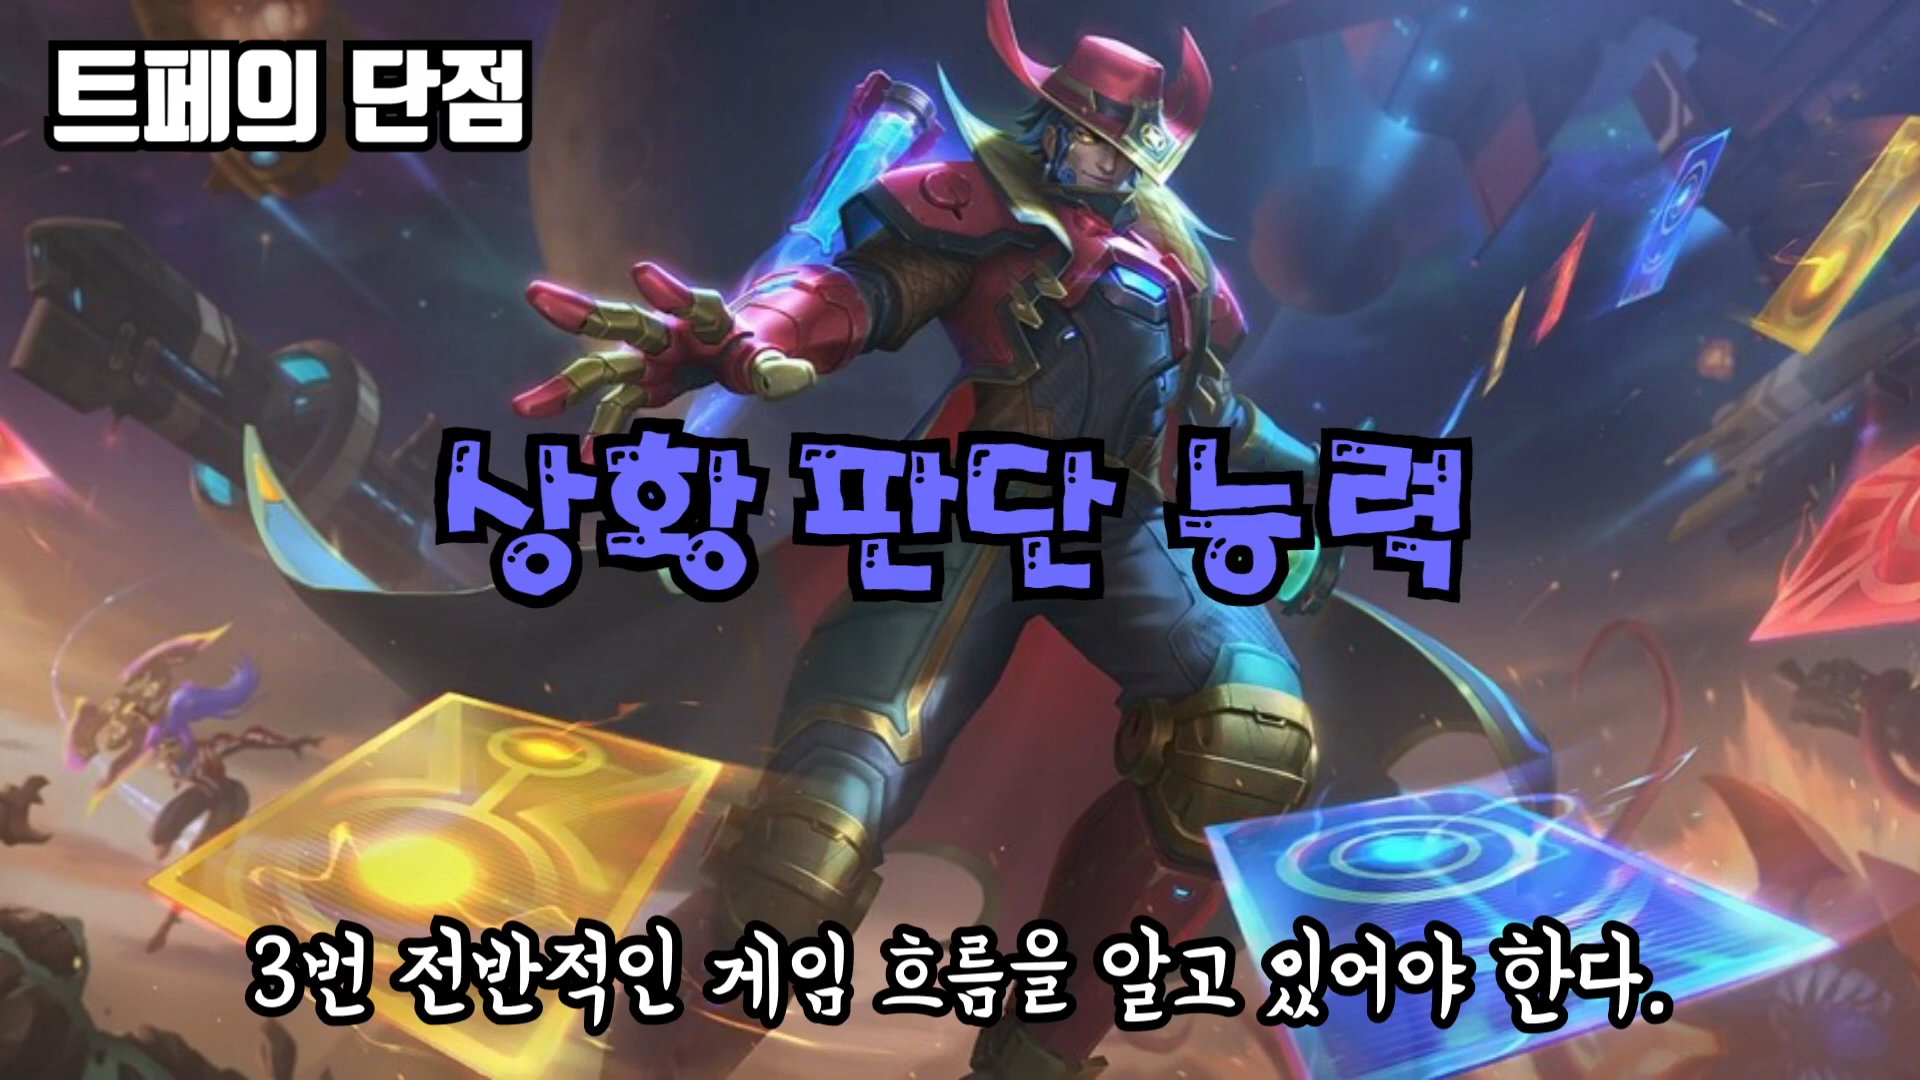 트페의 단점
상황 판단 능력
3번 전반적인 게임 흐름을 알고 있어야 한다.